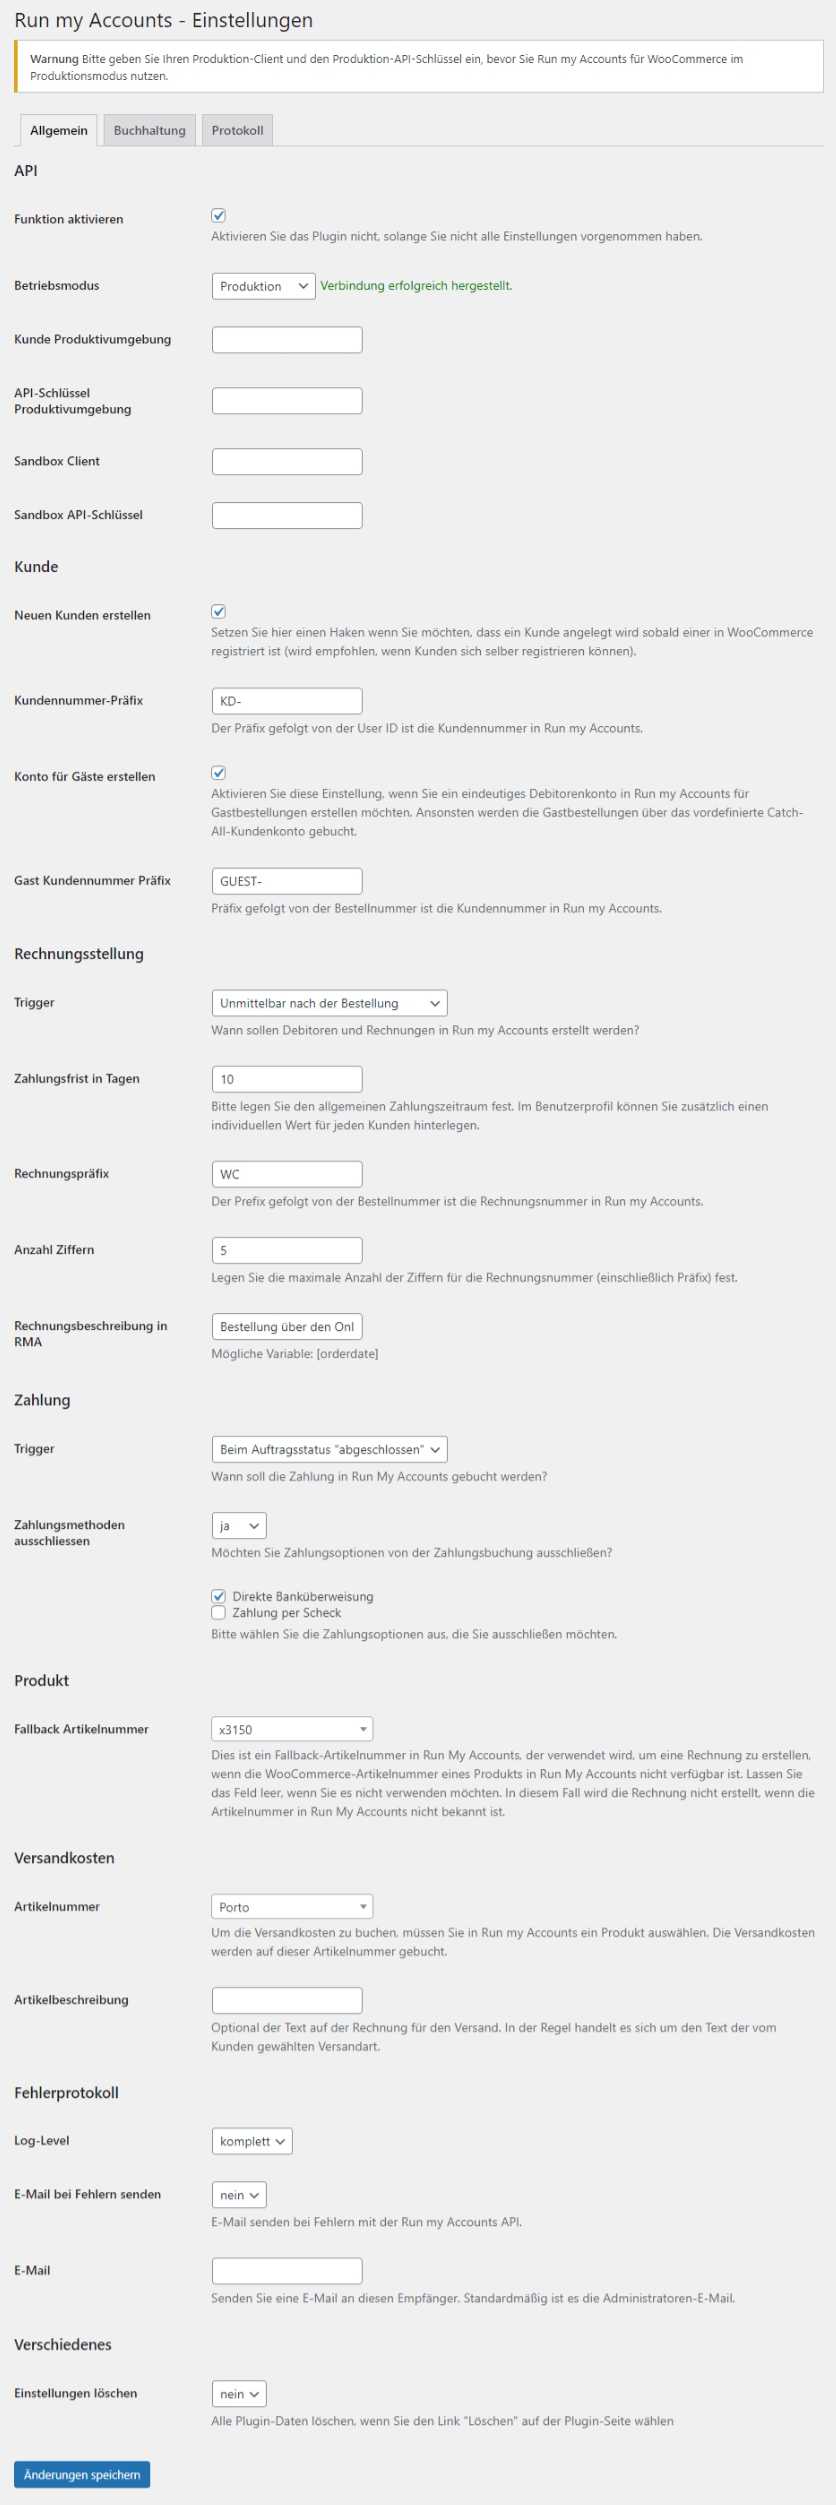 Run my Accounts - Einstellungen
Warnung Bitte geben Sie Ihren Produktion-Client und den Produktion-API-Schlüssel ein, bevor Sie Run my Accounts für WooCommerce im
Produktionsmodus nutzen.
Allgemein Buchhaltung Protokoll
API
Funktion aktivieren
Aktivieren Sie das Plugin nicht, solange Sie nicht alle Einstellungen vorgenommen haben.
Betriebsmodus Produktion Verbindung erfolgreich hergestellt.
Kunde Produktivumgebung
API-Schlüssel
Produktivumgebung
Sandbox Client
Sandbox API-Schlüssel
Kunde
Neuen Kunden erstellen
Setzen Sie hier einen Haken wenn Sie möchten, dass ein Kunde angelegt wird sobald einer in WooCommerce
registriert ist (wird empfohlen, wenn Kunden sich selber registrieren können).
Kundennummer-Präfix KD-
Der Präfix gefolgt von der User ID ist die Kundennummer in Run my Accounts.
Konto für Gäste erstellen
Aktivieren Sie diese Einstellung, wenn Sie ein eindeutiges Debitorenkonto in Run my Accounts für
Gastbestellungen erstellen möchten. Ansonsten werden die Gastbestellungen über das vordefinierte Catch-
All-Kundenkonto gebucht.
Gast Kundennummer Präfix GUEST-
Präfix gefolgt von der Bestellnummer ist die Kundennummer in Run my Accounts.
Rechnungsstellung
Trigger Unmittelbar nach der Bestellung
Wann sollen Debitoren und Rechnungen in Run my Accounts erstellt werden?
Zahlungsfrist in Tagen 10
Bitte legen Sie den allgemeinen Zahlungszeitraum fest. Im Benutzerprofil können Sie zusätzlich einen
individuellen Wert für jeden Kunden hinterlegen.
Rechnungspräfix WC
Der Prefix gefolgt von der Bestellnummer ist die Rechnungsnummer in Run my Accounts.
Anzahl Ziffern 5
Legen Sie die maximale Anzahl der Ziffern für die Rechnungsnummer (einschließlich Präfix) fest.
Rechnungsbeschreibung in
RMA
Bestellung über den Onl
Mögliche Variable: [orderdate]
Zahlung
Trigger Beim Auftragsstatus "abgeschlossen"
Wann soll die Zahlung in Run My Accounts gebucht werden?
Zahlungsmethoden
ausschliessen
ja
Möchten Sie Zahlungsoptionen von der Zahlungsbuchung ausschließen?
Direkte Banküberweisung
Zahlung per Scheck
Bitte wählen Sie die Zahlungsoptionen aus, die Sie ausschließen möchten.
Produkt
Fallback Artikelnummer x3150
Dies ist ein Fallback-Artikelnummer in Run My Accounts, der verwendet wird, um eine Rechnung zu erstellen,
wenn die WooCommerce-Artikelnummer eines Produkts in Run My Accounts nicht verfügbar ist. Lassen Sie
das Feld leer, wenn Sie es nicht verwenden möchten. In diesem Fall wird die Rechnung nicht erstellt, wenn die
Artikelnummer in Run My Accounts nicht bekannt ist.
Versandkosten
Artikelnummer Porto
Um die Versandkosten zu buchen, müssen Sie in Run my Accounts ein Produkt auswählen. Die Versandkosten
werden auf dieser Artikelnummer gebucht.
Artikelbeschreibung
Optional der Text auf der Rechnung für den Versand. In der Regel handelt es sich um den Text der vom
Kunden gewählten Versandart.
Fehlerprotokoll
Log-Level komplett
E-Mail bei Fehlern senden nein
E-Mail senden bei Fehlern mit der Run my Accounts API.
E-Mail
Senden Sie eine E-Mail an diesen Empfänger. Standardmäßig ist es die Administratoren-E-Mail.
Verschiedenes
Einstellungen löschen nein
Alle Plugin-Daten löschen, wenn Sie den Link "Löschen" auf der Plugin-Seite wählen
Änderungen speichern